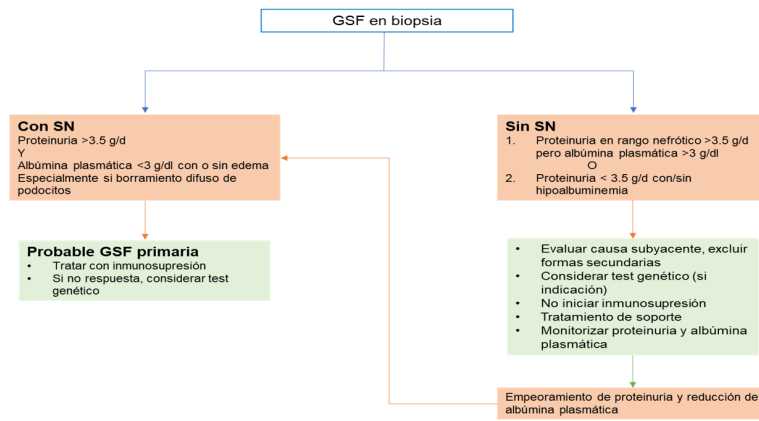 GSF en biopsia
Con SN
Proteinuria >3.5 g/d
Y
Albúmina plasmática <3 g/dl con o sin edema
Especialmente si borramiento difuso de
podocitos
Probable GSF primaria
• Tratar con inmunosupresión
• Si no respuesta, considerar test
genético
Sin SN
1. Proteinuria en rango nefrótico >3.5 g/d
pero albúmina plasmática >3 g/dl
O
2. Proteinuria < 3.5 g/d con/sin
hipoalbuminemia
• Evaluar causa subyacente, excluir
formas secundarias
• Considerar test genético (si
indicación)
• No iniciar inmunosupresión
• Tratamiento de soporte
• Monitorizar proteinuria y albúmina
plasmática
Empeoramiento de proteinuria y reducción de
albúmina plasmática